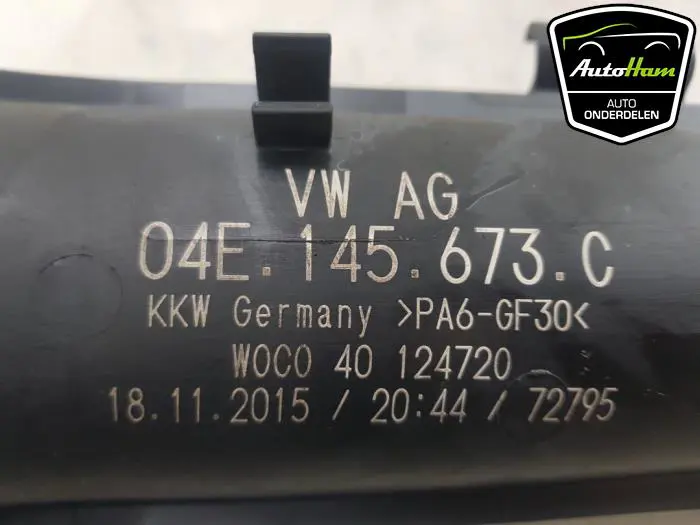 AutoHam
AUTO
ONDERDELEN
VW AG
04E.145.673.C
KKW Germany >PA6-GF30<
WOCO 40 124720
18.11.2015 / 20:44 / 72795